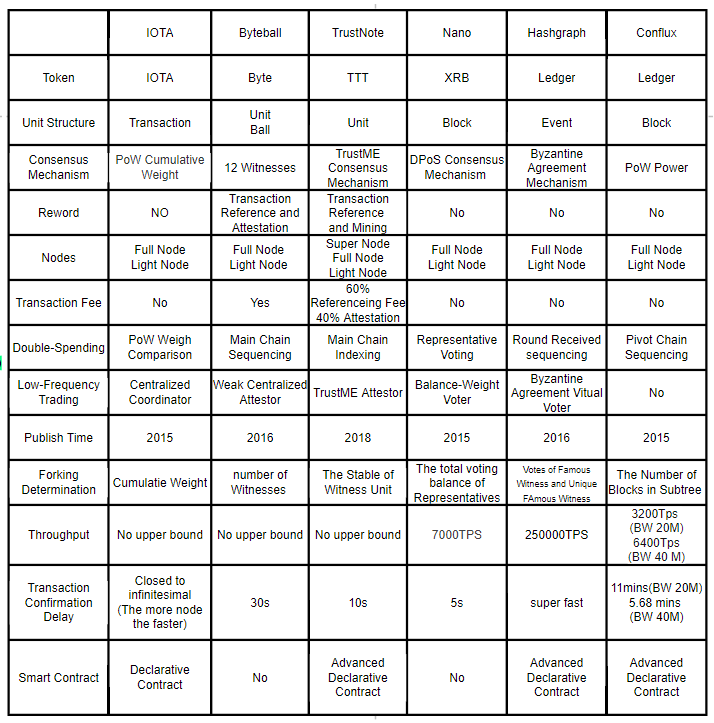 IOTA
Byteball
TrustNote
Nano
Hashgraph
Conflux
Token
IOTA
Byte
TTT
XRB
Ledger
Ledger
Unit Structure
Transaction
Unit
Ball
Unit
Block
Event
Block
Consensus
Mechanism
PoW Cumulative
Weight
12 Witnesses
TrustME
Consensus
Mechanism
DPoS Consensus
Mechanism
Byzantine
Agreement
Mechanism
PoW Power
Reword
NO
Transaction
Reference and
Attestation
Transaction
Reference
and Mining
No
No
No
Nodes
Full Node
Light Node
Full Node
Light Node
Super Node
Full Node
Light Node
Full Node
Light Node
Full Node
Light Node
Full Node
Light Node
Transaction Fee
No
Yes
60%
Referenceing Fee
40% Attestation
No
No
No
Double-Spending
PoW Weigh
Comparison
Main Chain
Sequencing
Main Chain
Indexing
Representative
Voting
Round Received
sequencing
Pivot Chain
Sequencing
Low-Frequency
Trading
Centralized
Coordinator
Weak Centralized
Attestor
TrustME Attestor
Balance-Weight
Voter
Byzantine
Agreement Vitual
Voter
No
Publish Time
2015
2016
2018
2015
2016
2015
Forking
Determination
Cumulatie Weight
number of
Witnesses
The Stable of
Witness Unit
The total voting
balance of
Representatives
Votes of Famous
Witness and Unique
FAmous Witness
The Number of
Blocks in Subtree
Throughput
No upper bound
No upper bound
No upper bound
7000TPS
250000TPS
3200Tps
(BW 20M)
6400Tps
(BW 40 M)
Transaction
Confirmation
Delay
Closed to
infinitesimal
(The more node
the faster)
30s
10s
5s
super fast
11mins(BW 20M)
5.68 mins
(BW 40M)
Smart Contract
Declarative
Contract
No
Advanced
Declarative
Contract
No
Advanced
Declarative
Contract
Advanced
Declarative
Contract